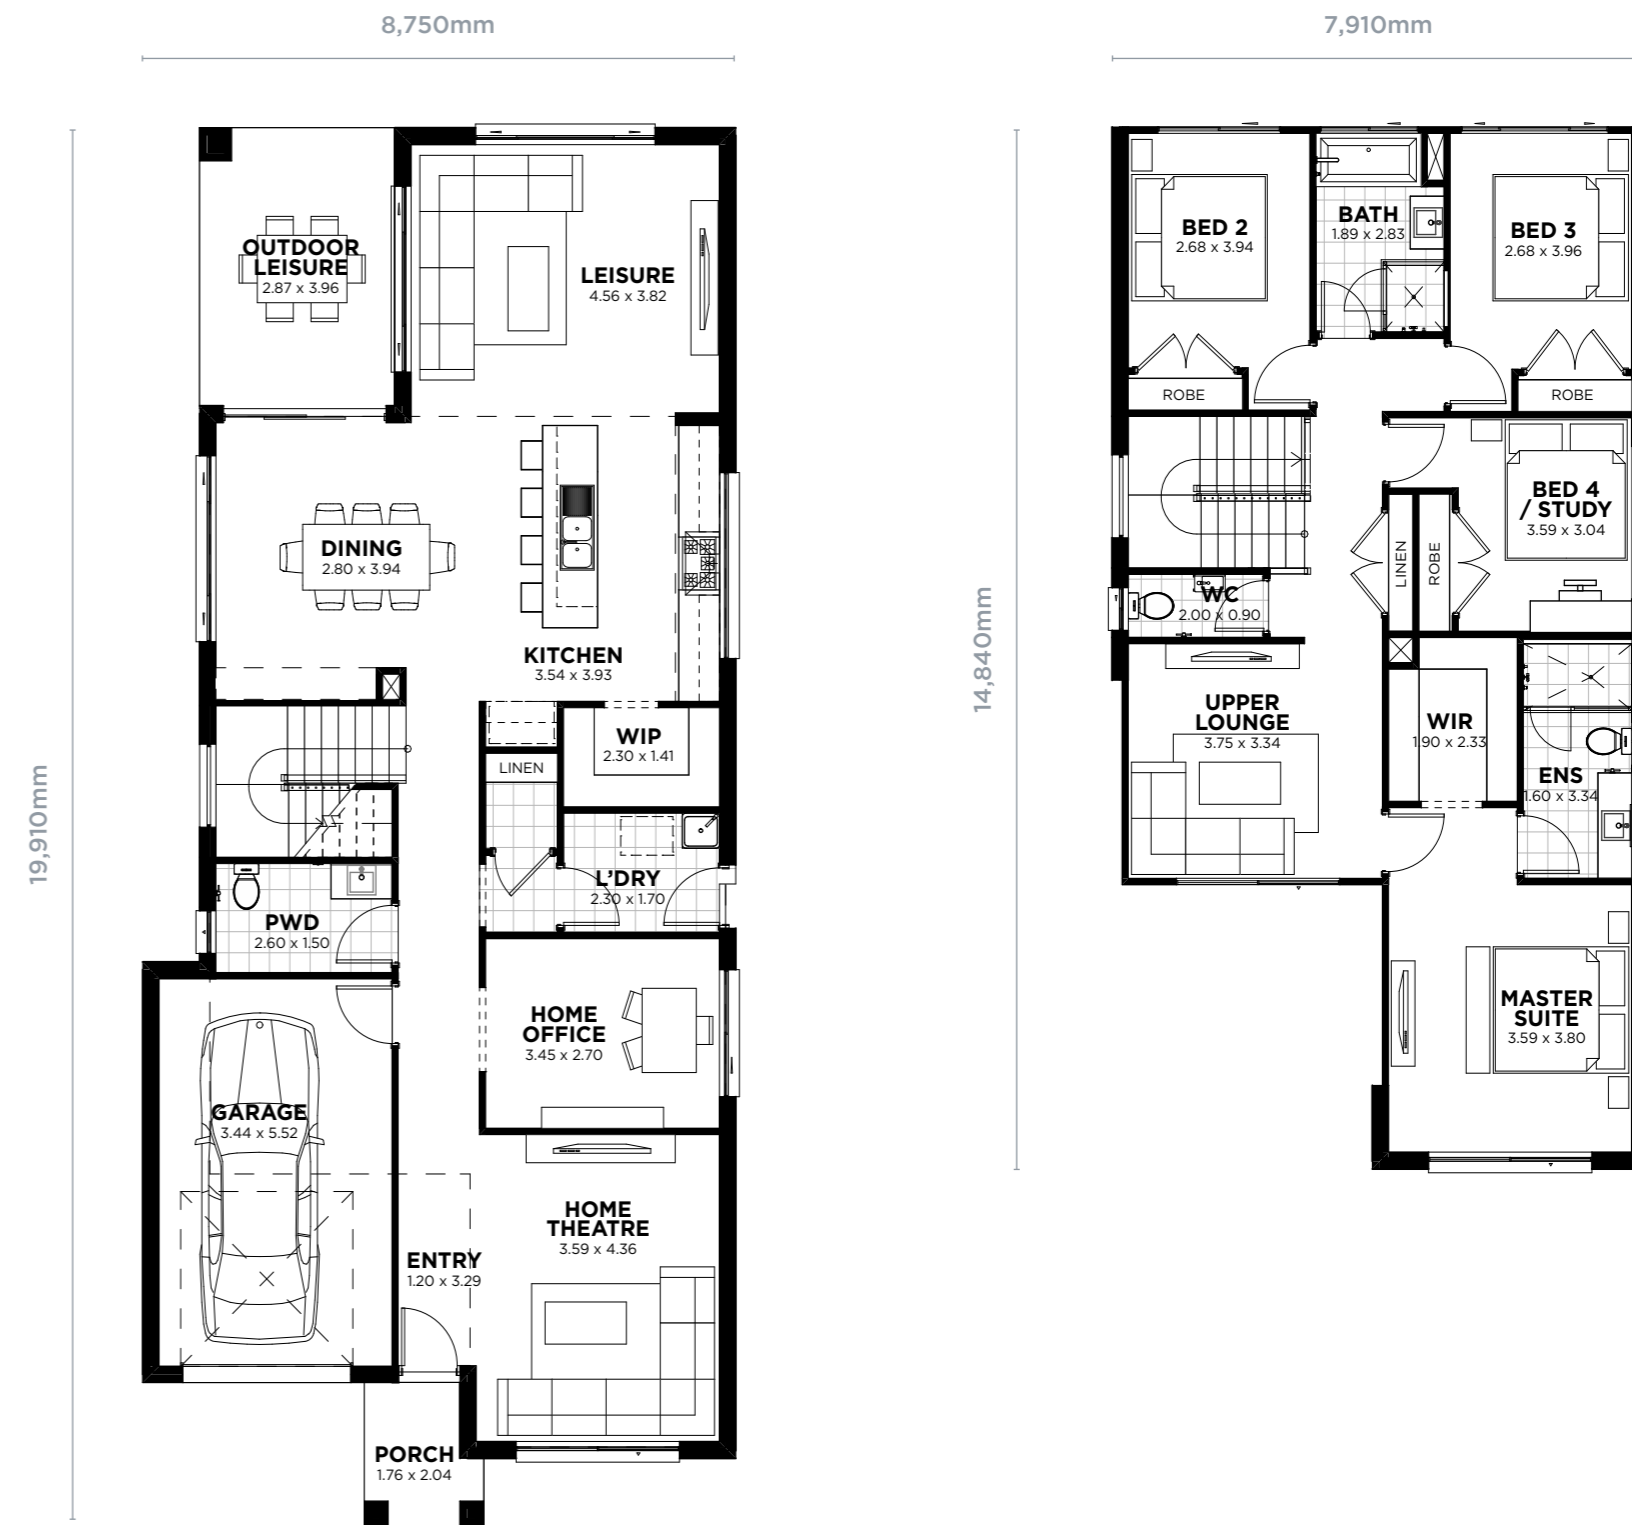 8,750mm
19,910mm
OUTDOOR
LEISURE
2.87 x 3.96
LEISURE
4.56 x 3.82
DINING
2.80 x 3.94
KITCHEN
3.54 x 3.93
WIP
2.30 x 1.41
LINEN
L'DRY
2.30 x 1.70
PWD
2.60 x 1.50
HOME
OFFICE
3.45 x 2.70
GARAGE
3.44 x 5.52
HOME
THEATRE
3.59 x 4.36
ENTRY
1.20 x 3.29
PORCH
1.76 x 2.04
7,910mm
14,840mm
BED 2
2.68 x 3.94
BATH
1.89 x 2.83
BED 3
2.68 x 3.96
ROBE
ROBE
BED 4
/ STUDY
3.59 x 3.04
LINEN
ROBE
WC
2.00 x 0.90
UPPER
LOUNGE
3.75 x 3.34
WIR
1.90 x 2.33
ENS
1.60 x 3.34
MASTER
SUITE
3.59 x 3.80